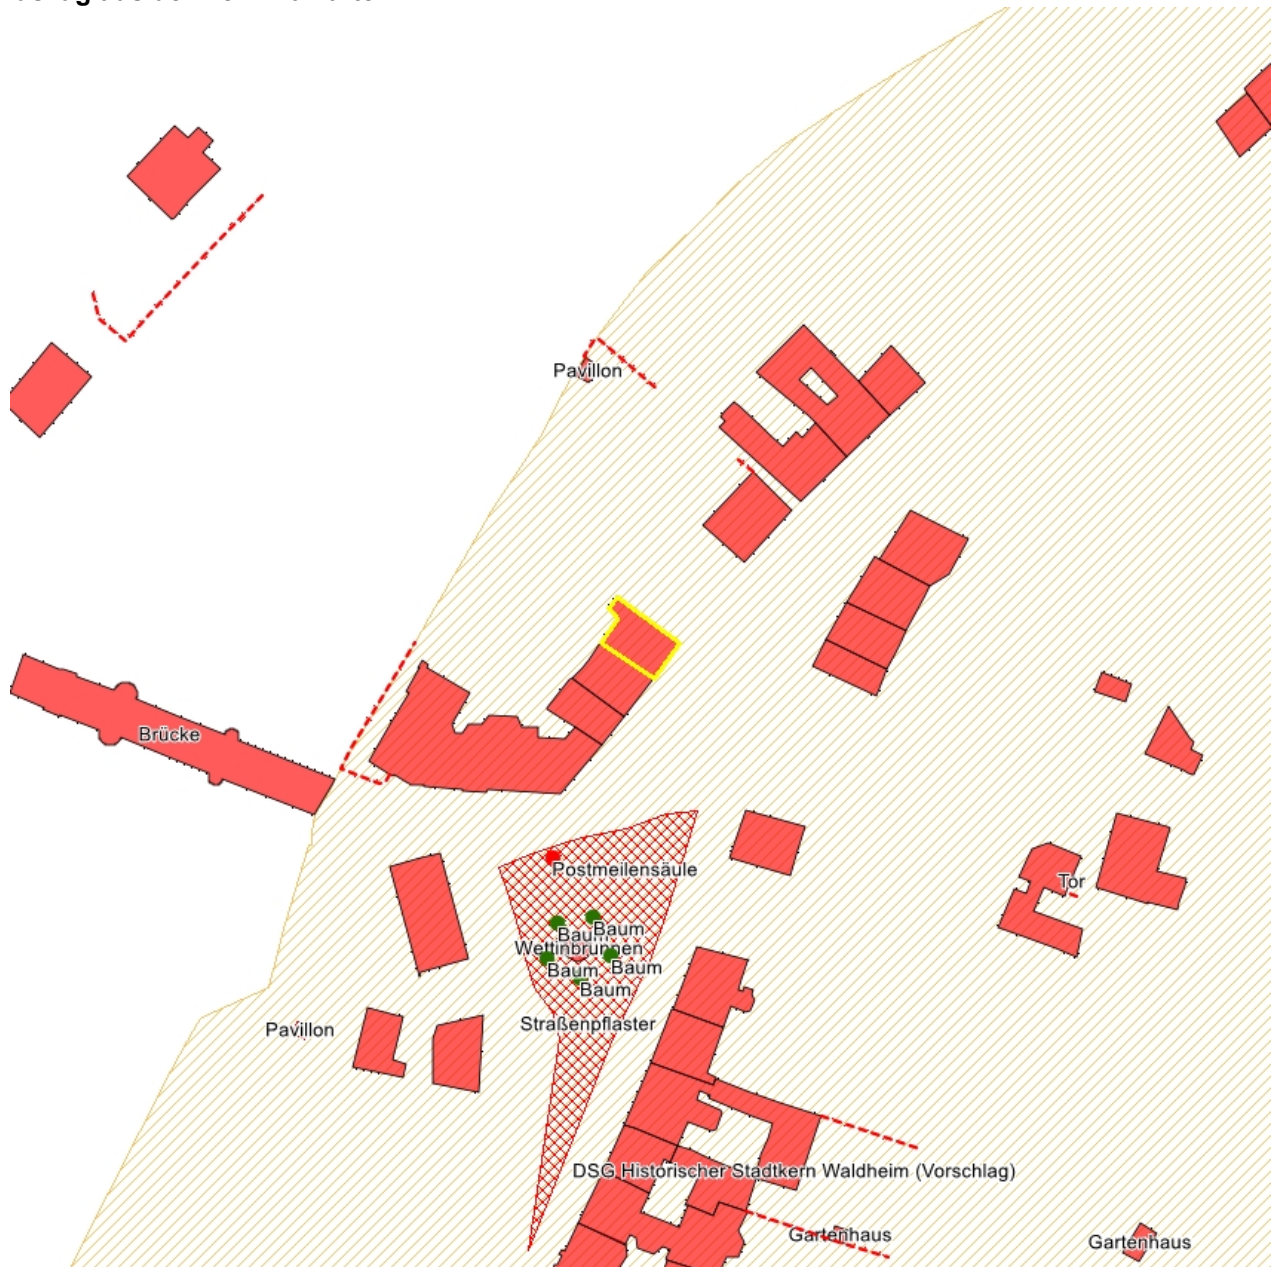 Pavillon
Brücke
Postmeilensäule
Tor
Baum
Baum
Wettinbrunnen
Baum
Baum
Baum
Straßenpflaster
Pavillon
DSG Historischer Stadtkern Waldheim (Vorschlag)
Gartenhaus
Gartenhaus